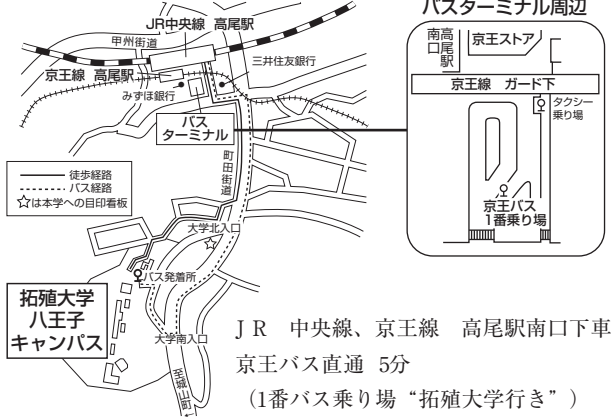 バスターミナル周辺
JR中央線 高尾駅
甲州街道
京王線 高尾駅
三井住友銀行
みずほ銀行
バス
ターミナル
町田街道
徒歩経路
バス経路
☆は本学への目印看板
大学北入口
バス発着所
拓殖大学
八王子
キャンパス
大学南入口
至城山町
高尾駅
南口
京王ストア
京王線 ガード下
タクシー
乗り場
京王バス
1番乗り場
JR 中央線、京王線 高尾駅南口下車
京王バス直通 5分
(1番バス乗り場“拓殖大学行き”)